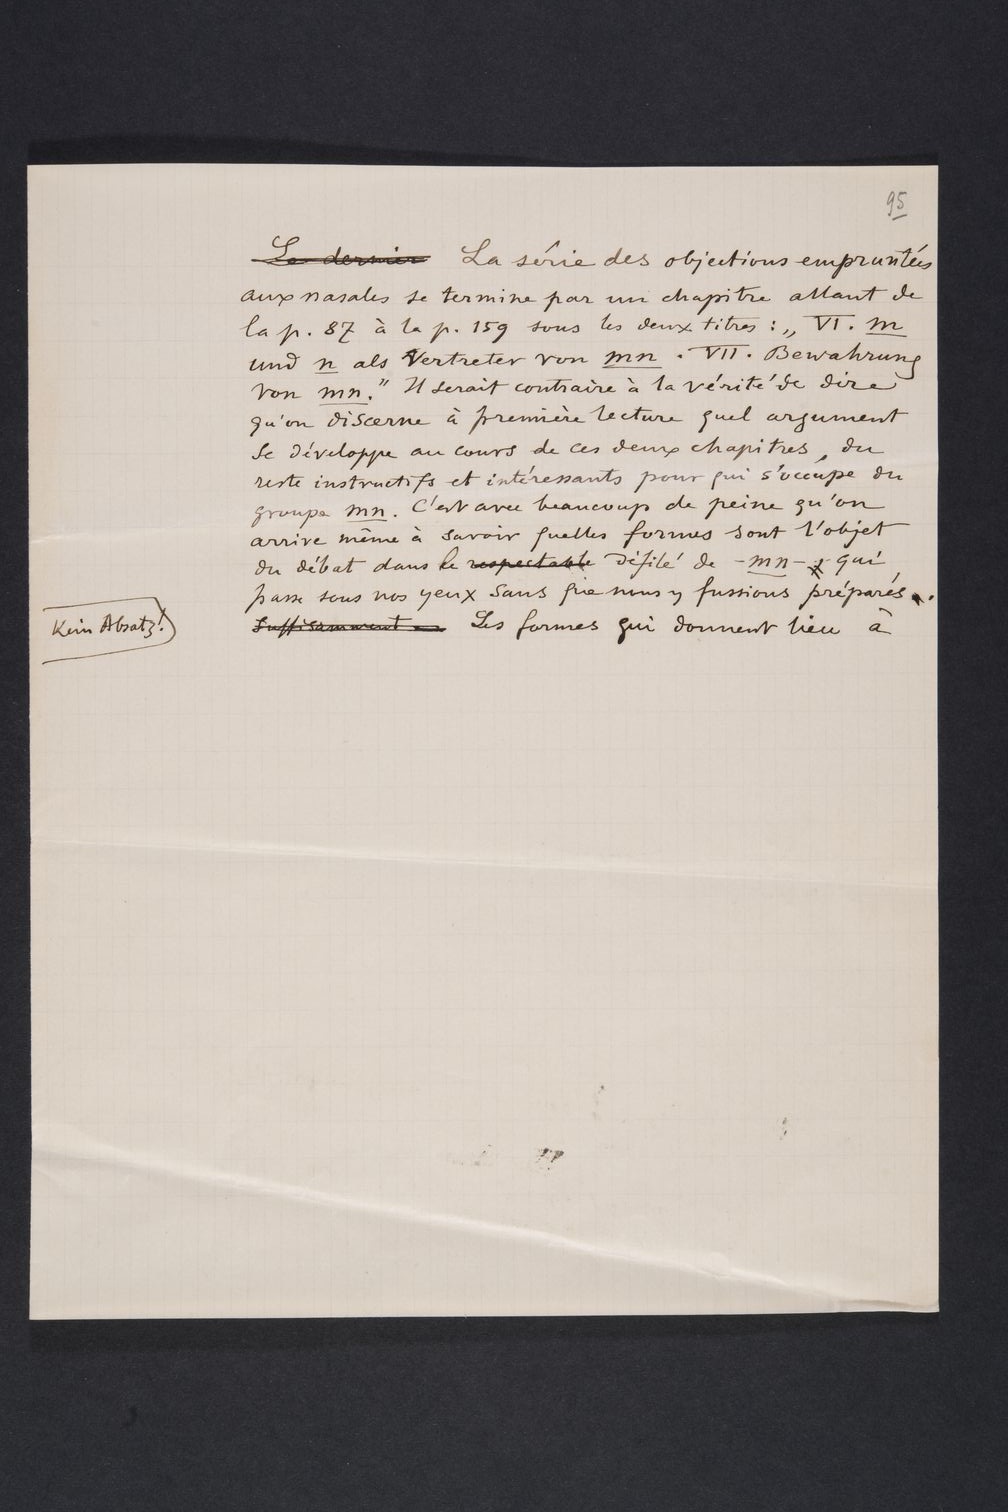 95
Le dernier La série des objections empruntées
aux nasales se termine par un chapitre allant de
la p. 87 à la p. 159 sous les deux titres : „ VI. m
und n als Vertreter von mn . VII. Bewahrung
von mn.” Il serait contraire à la vérité de dire
qu'on discerne à première lecture quel argument
se développe au cours de ces deux chapitres, du
reste instructifs et intéressants pour qui s'occupe du
groupe mn. C'est avec beaucoup de peine qu'on
arrive même à savoir quelles formes sont l'objet
du débat dans le respectable défilé de -mn- qui
passe sous nos yeux sans que nous y fussions préparés.
Kein Absatz!
suffisamment Les formes qui donnent lieu à